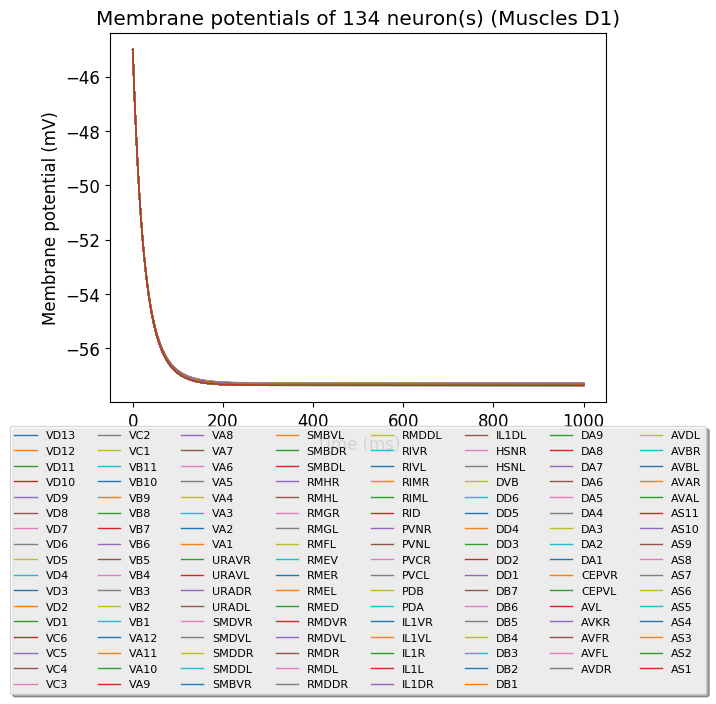 Membrane potentials of 134 neuron(s) (Muscles D1)
Membrane potential (mV)
−46
−48
−50
−52
−54
−56
0 200 400 600 800 1000
Time (ms)
VD13 VC2 VA8 SMBVL RMDDL IL1DL DA9 AVDL
VD12 VC1 VA7 SMBDR RIVR HSNR DA8 AVBR
VD11 VB11 VA6 SMBDL RIVL HSNL DA7 AVBL
VD10 VB10 VA5 RMHR RIMR DVB DA6 AVAR
VD9 VB9 VA4 RMHL RIML DD6 DA5 AVAL
VD8 VB8 VA3 RMGR RID DD5 DA4 AS11
VD7 VB7 VA2 RMGL PVNR DD4 DA3 AS10
VD6 VB6 VA1 RMFL PVNL DD3 DA2 AS9
VD5 VB5 URAVR RMEV PVCR DD2 DA1 AS8
VD4 VB4 URAVL RMER PVCL DD1 CEPVR AS7
VD3 VB3 URADR RMEL PDB DB7 CEPVL AS6
VD2 VB2 URADL RMED PDA DB6 AVL AS5
VD1 VB1 SMDVR RMDVR IL1VR DB5 AVKR AS4
VC6 VA12 SMDVL RMDVL IL1VL DB4 AVFR AS3
VC5 VA11 SMDDR RMDR IL1R DB3 AVFL AS2
VC4 VA10 SMDDL RMDL IL1L DB2 AVDR AS1
VC3 VA9 SMBVR RMDDR IL1DR DB1